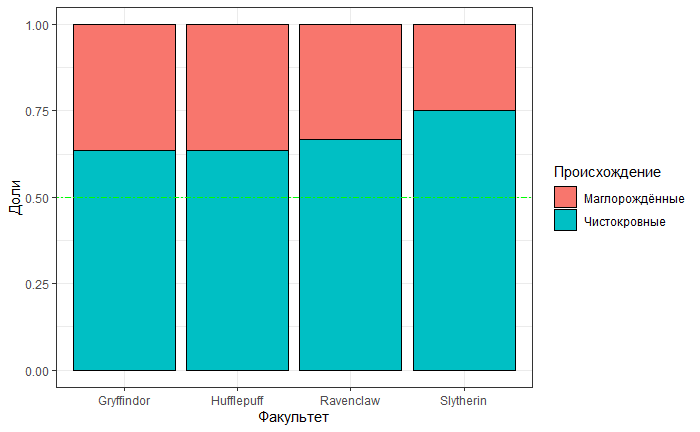 1.00
0.75
0.50
0.25
0.00
Доли
Gryffindor Hufflepuff Ravenclaw Slytherin
Факультет
Происхождение
Маглорождённые
Чистокровные